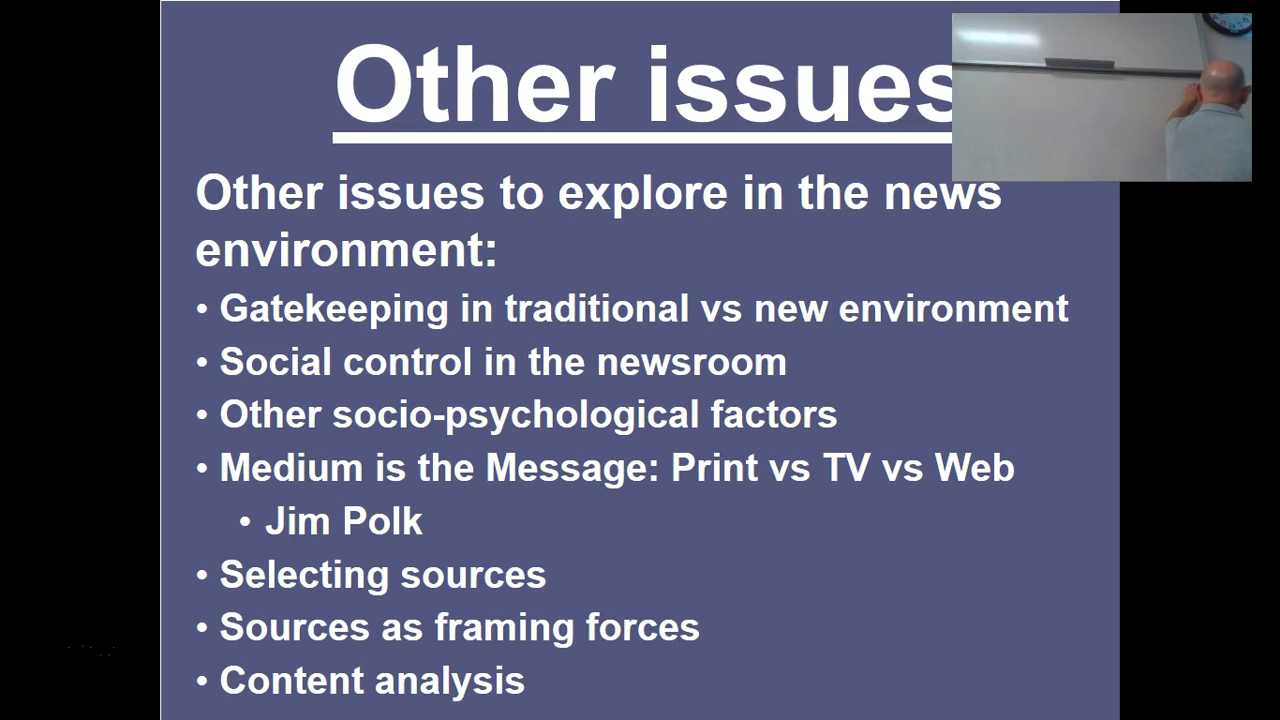 Other issues
Other issues to explore in the news
environment:
• Gatekeeping in traditional vs new environment
• Social control in the newsroom
• Other socio-psychological factors
• Medium is the Message: Print vs TV vs Web
• Jim Polk
• Selecting sources
• Sources as framing forces
• Content analysis